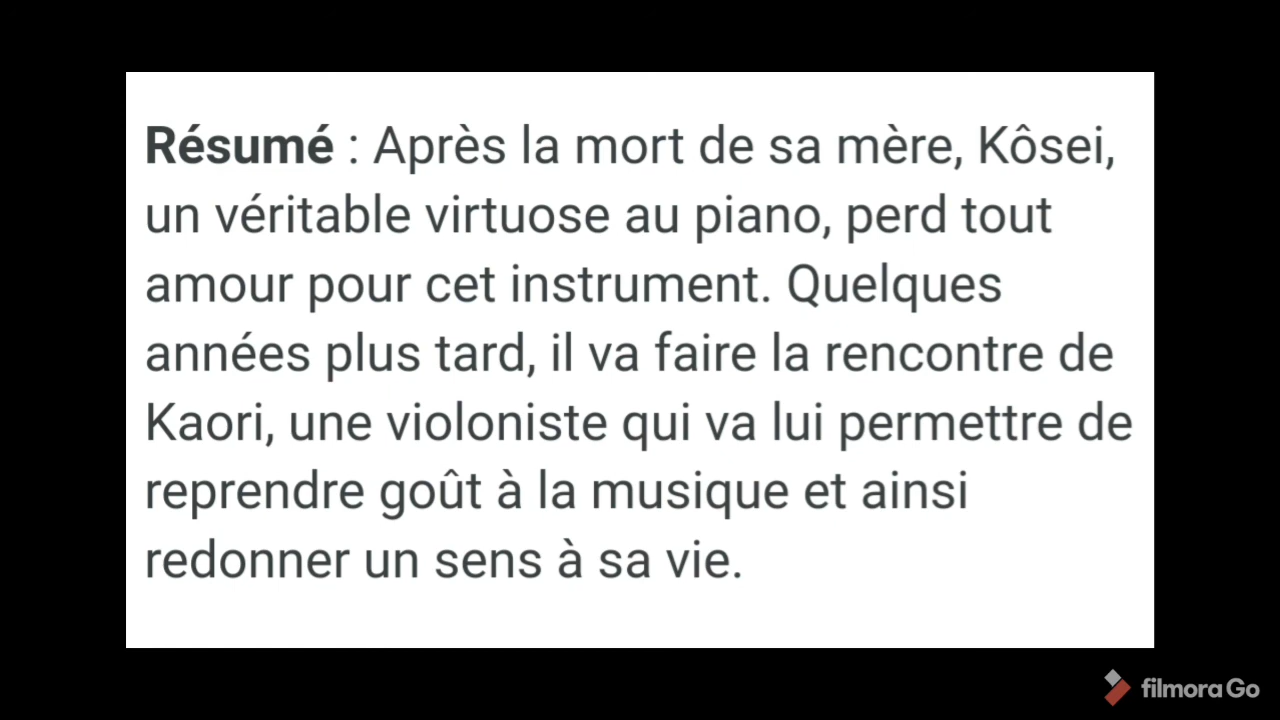 Résumé : Après la mort de sa mère, Kôsei,
un véritable virtuose au piano, perd tout
amour pour cet instrument. Quelques
années plus tard, il va faire la rencontre de
Kaori, une violoniste qui va lui permettre de
reprendre goût à la musique et ainsi
redonner un sens à sa vie.
filmoraGo